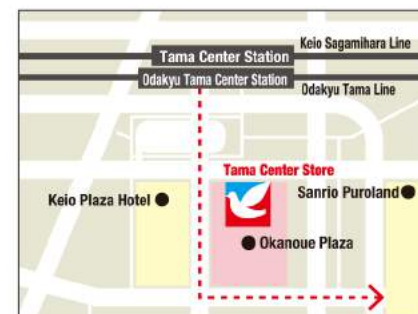 Keio Sagamihara Line
Tama Center Station
Odakyu Tama Center Station
Odakyu Tama Line
Tama Center Store
Keio Plaza Hotel
Sanrio Puroland
Okanoue Plaza